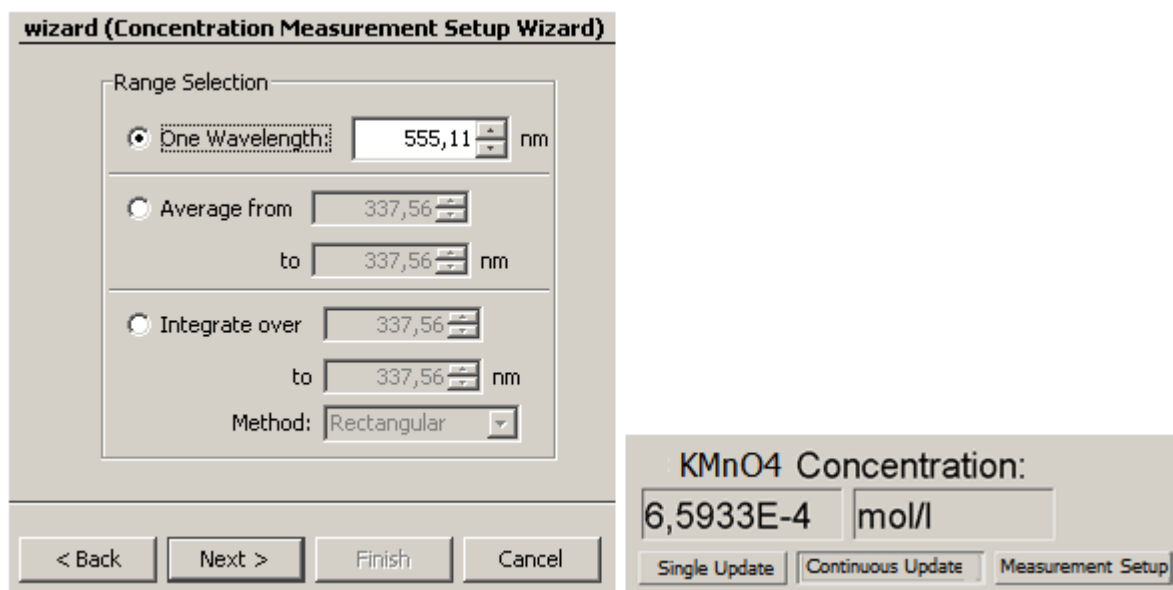 wizard (Concentration Measurement Setup Wizard)
Range Selection
One Wavelength: 555,11 nm
Average from 337,56
to 337,56 nm
Integrate over 337,56
to 337,56 nm
Method: Rectangular
< Back Next > Finish Cancel
KMnO4 Concentration:
6,5933E-4 mol/l
Single Update Continuous Update Measurement Setup